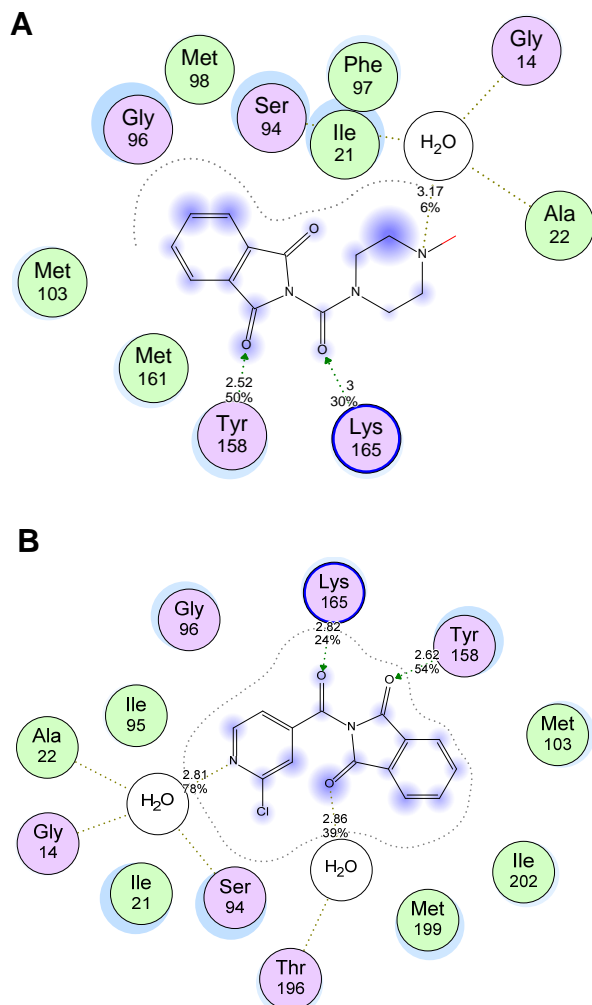 A
Met
98
Phe
97
Gly
14
Ser
94
Gly
96
Ile
21
H₂O
3.17
6%
Ala
22
O
N
N
N
O
O
Met
103
Met
161
2.52
50%
3
30%
Tyr
158
Lys
165
B
Lys
165
Gly
96
2.82
24%
Tyr
158
2.62
54%
O
O
Ile
95
Met
103
Ala
22
N
N
2.81
78%
O
H₂O
Cl
2.86
39%
Gly
14
H₂O
Ile
21
Ser
94
Ile
202
Met
199
Thr
196